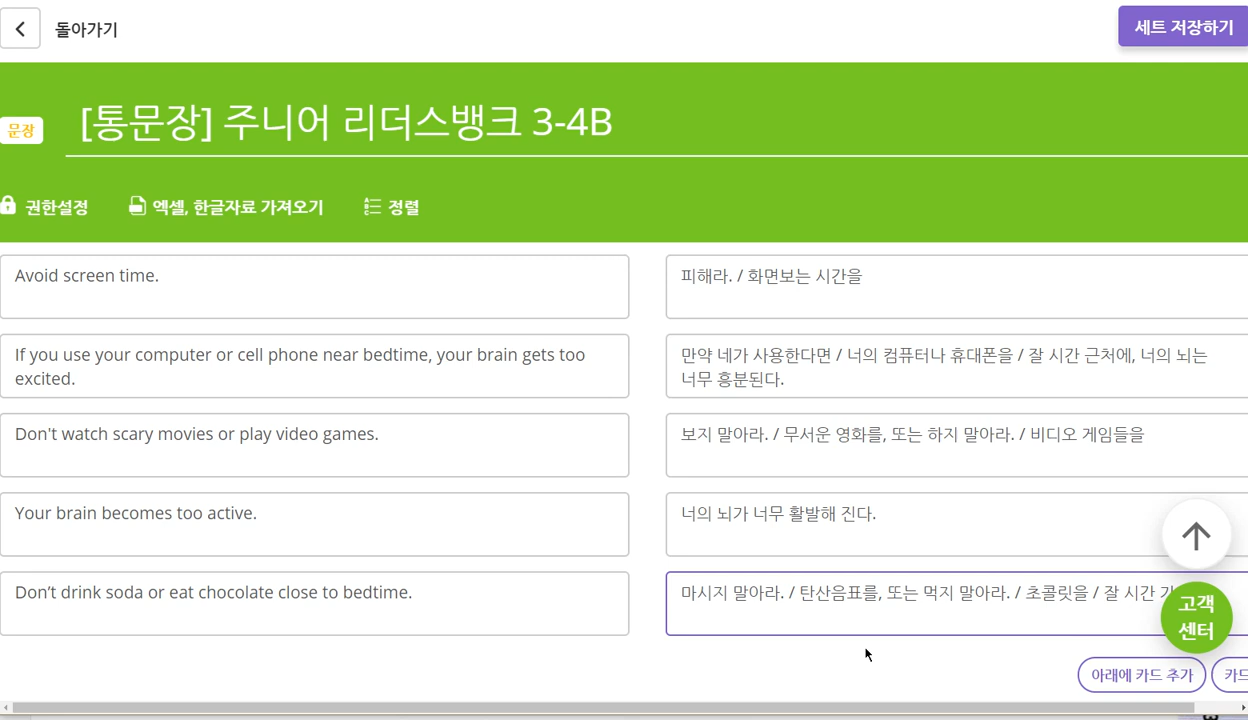 돌아가기
세트 저장하기
문장
[통문장] 주니어 리더스뱅크 3-4B
권한설정
엑셀, 한글자료 가져오기
정렬
Avoid screen time.
피해라. / 화면보는 시간을
If you use your computer or cell phone near bedtime, your brain gets too
excited.
만약 네가 사용한다면 / 너의 컴퓨터나 휴대폰을 / 잘 시간 근처에, 너의 뇌는
너무 흥분된다.
Don't watch scary movies or play video games.
보지 말아라. / 무서운 영화를, 또는 하지 말아라. / 비디오 게임들을
Your brain becomes too active.
너의 뇌가 너무 활발해 진다.
Don’t drink soda or eat chocolate close to bedtime.
마시지 말아라. / 탄산음표를, 또는 먹지 말아라. / 초콜릿을 / 잘 시간
고객
센터
아래에 카드 추가
카드